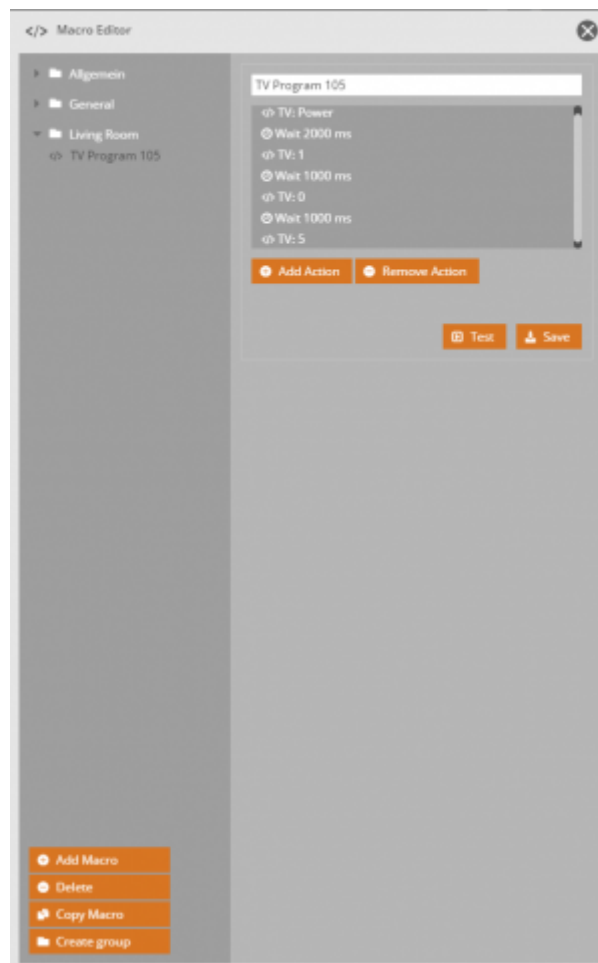 </> Macro Editor
Allgemein
General
Living Room
</> TV Program 105
TV Program 105
</> TV: Power
Wait 2000 ms
</> TV: 1
Wait 1000 ms
</> TV: 0
Wait 1000 ms
</> TV: 5
Add Action Remove Action
Test Save
Add Macro
Delete
Copy Macro
Create group